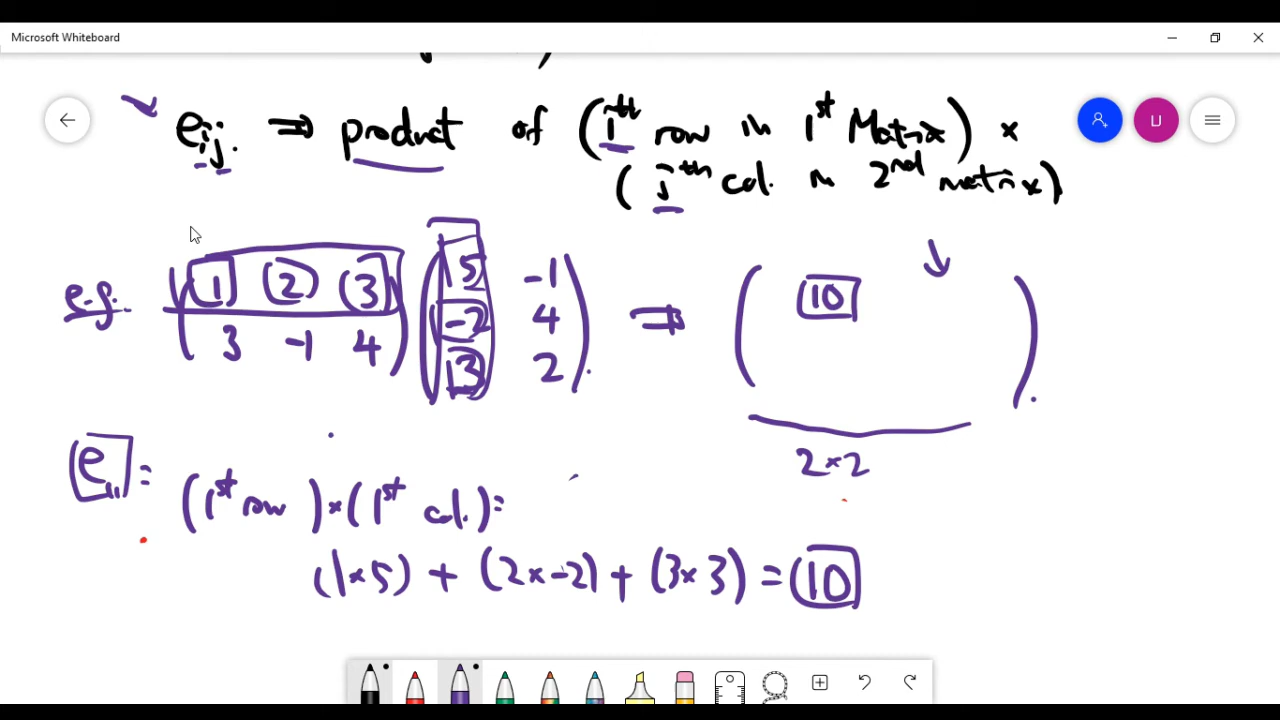 Microsoft Whiteboard
eij. ⇒ product of (ith row in 1st Matrix) ×
(jth col. in 2nd matrix)
U
e.g. ( 1 2 3 ) ( 5 -1 ) ⇒ ( 10 )
( 3 -1 4 ) ( -2 4 )
( 3 2 ).
2×2
e11 = (1st row) × (1st col.) =
(1×5) + (2×-2) + (3×3) = 10